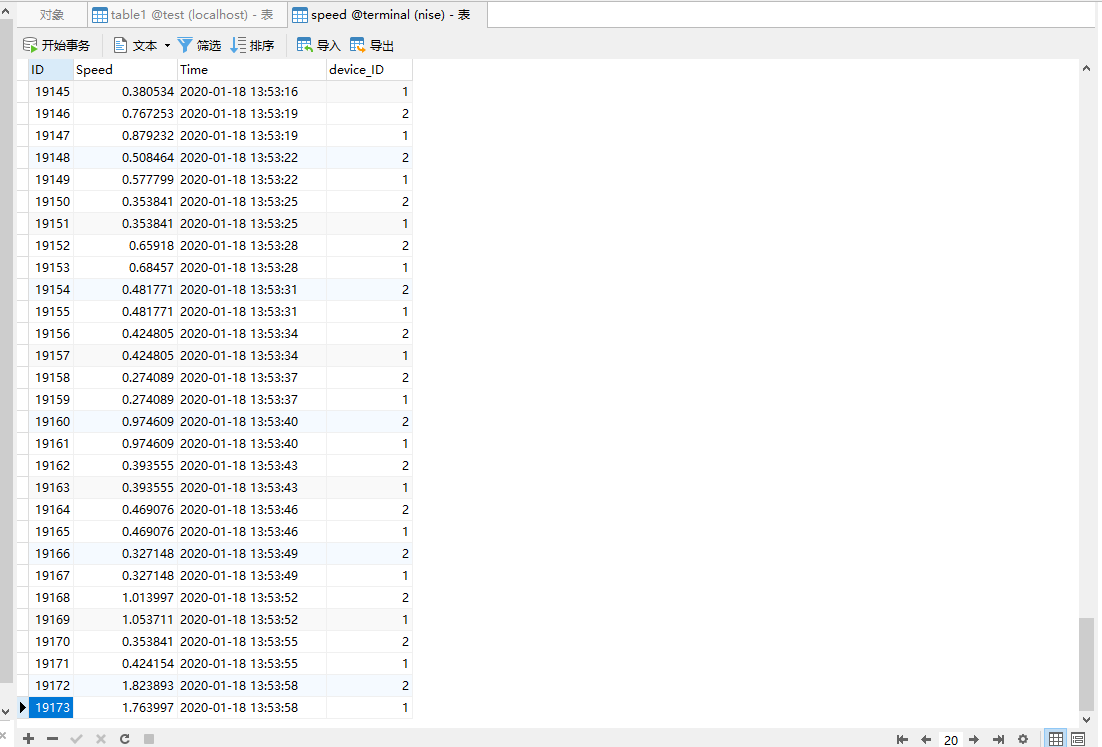 对象 table1 @test (localhost) - 表 speed @terminal (nise) - 表
开始事务 文本 筛选 排序 导入 导出
ID Speed Time device_ID
19145 0.380534 2020-01-18 13:53:16 1
19146 0.767253 2020-01-18 13:53:19 2
19147 0.879232 2020-01-18 13:53:19 1
19148 0.508464 2020-01-18 13:53:22 2
19149 0.577799 2020-01-18 13:53:22 1
19150 0.353841 2020-01-18 13:53:25 2
19151 0.353841 2020-01-18 13:53:25 1
19152 0.65918 2020-01-18 13:53:28 2
19153 0.68457 2020-01-18 13:53:28 1
19154 0.481771 2020-01-18 13:53:31 2
19155 0.481771 2020-01-18 13:53:31 1
19156 0.424805 2020-01-18 13:53:34 2
19157 0.424805 2020-01-18 13:53:34 1
19158 0.274089 2020-01-18 13:53:37 2
19159 0.274089 2020-01-18 13:53:37 1
19160 0.974609 2020-01-18 13:53:40 2
19161 0.974609 2020-01-18 13:53:40 1
19162 0.393555 2020-01-18 13:53:43 2
19163 0.393555 2020-01-18 13:53:43 1
19164 0.469076 2020-01-18 13:53:46 2
19165 0.469076 2020-01-18 13:53:46 1
19166 0.327148 2020-01-18 13:53:49 2
19167 0.327148 2020-01-18 13:53:49 1
19168 1.013997 2020-01-18 13:53:52 2
19169 1.053711 2020-01-18 13:53:52 1
19170 0.353841 2020-01-18 13:53:55 2
19171 0.424154 2020-01-18 13:53:55 1
19172 1.823893 2020-01-18 13:53:58 2
19173 1.763997 2020-01-18 13:53:58 1
20